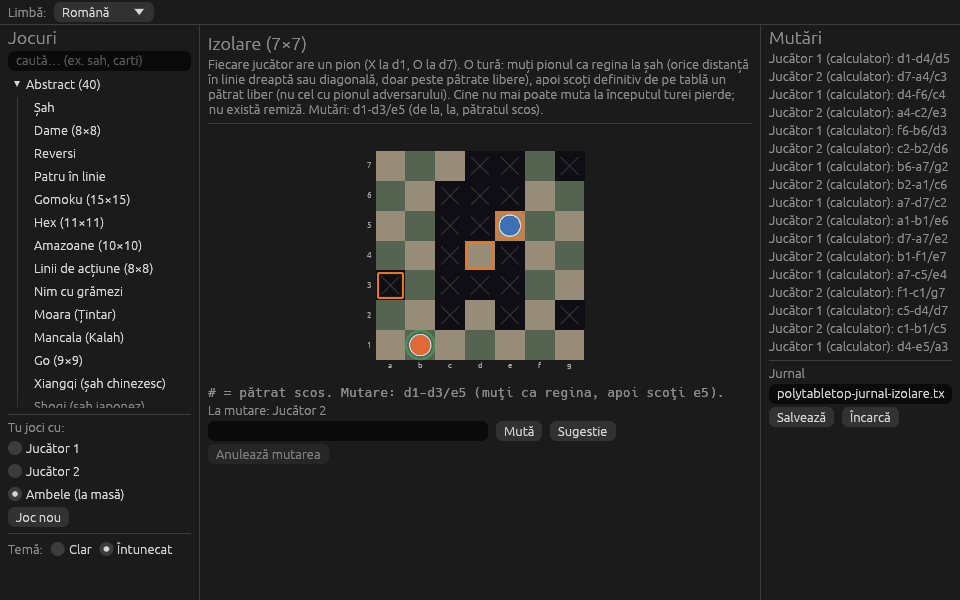 Limbă: Română
Jocuri
caută... (ex. sah, carti)
Abstract (40)
Șah
Dame (8×8)
Reversi
Patru în linie
Gomoku (15×15)
Hex (11×11)
Amazoane (10×10)
Linii de acțiune (8×8)
Nim cu grămezi
Moara (Țintar)
Mancala (Kalah)
Go (9×9)
Xiangqi (șah chinezesc)
Shogi (șah japonez)
Tu joci cu:
Jucător 1
Jucător 2
Ambele (la masă)
Joc nou
Temă: Clar Întunecat
Izolare (7×7)
Fiecare jucător are un pion (X la d1, O la d7). O tură: muți pionul ca regina la șah (orice distanță
în linie dreaptă sau diagonală, doar peste pătrate libere), apoi scoți definitiv de pe tablă un
pătrat liber (nu cel cu pionul adversarului). Cine nu mai poate muta la începutul turei pierde;
nu există remiză. Mutări: d1-d3/e5 (de la, la, pătratul scos).
7
6
5
4
3
2
1
a b c d e f g
# = pătrat scos. Mutare: d1-d3/e5 (muți ca regina, apoi scoți e5).
La mutare: Jucător 2
Mută Sugestie
Anulează mutarea
Mutări
Jucător 1 (calculator): d1-d4/d5
Jucător 2 (calculator): d7-a4/c3
Jucător 1 (calculator): d4-f6/c4
Jucător 2 (calculator): a4-c2/e3
Jucător 1 (calculator): f6-b6/d3
Jucător 2 (calculator): c2-b2/d6
Jucător 1 (calculator): b6-a7/g2
Jucător 2 (calculator): b2-a1/c6
Jucător 1 (calculator): a7-d7/c2
Jucător 2 (calculator): a1-b1/e6
Jucător 1 (calculator): d7-a7/e2
Jucător 2 (calculator): b1-f1/e7
Jucător 1 (calculator): a7-c5/e4
Jucător 2 (calculator): f1-c1/g7
Jucător 1 (calculator): c5-d4/d7
Jucător 2 (calculator): c1-b1/c5
Jucător 1 (calculator): d4-e5/a3
Jurnal
polytabletop-jurnal-izolare.tx
Salvează Încarcă